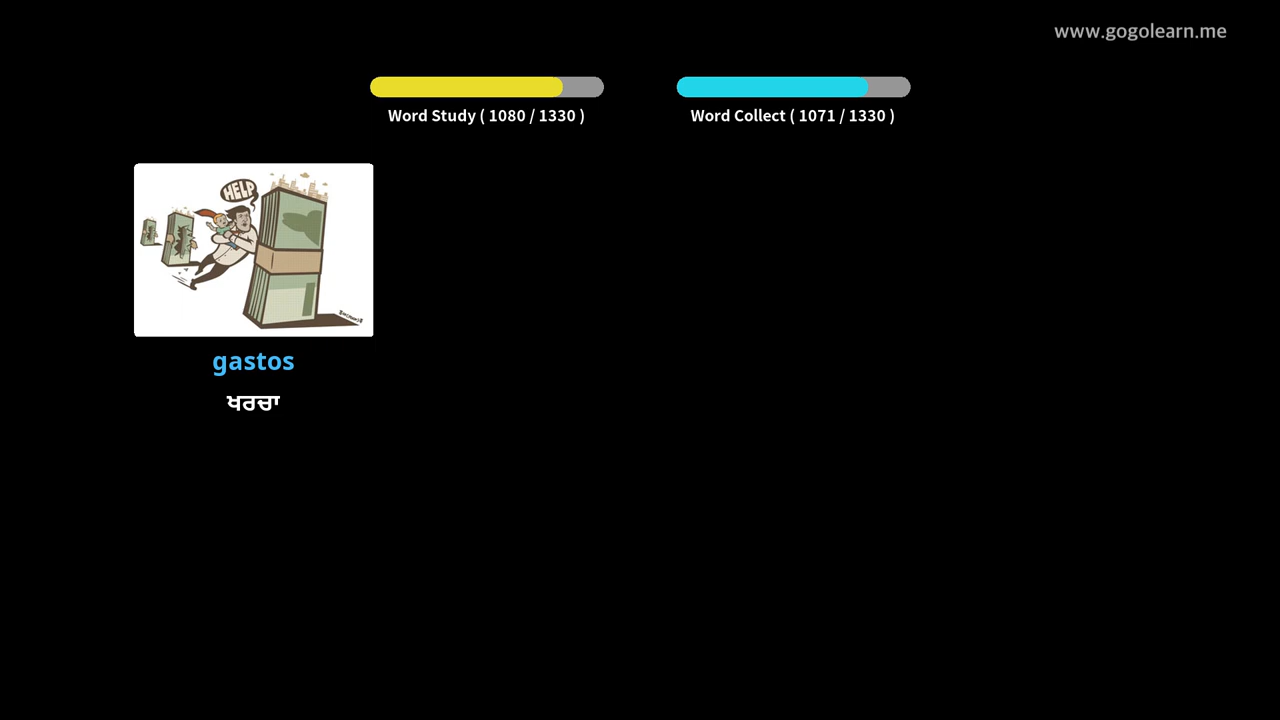 www.gogolearn.me
Word Study ( 1080 / 1330 )
Word Collect ( 1071 / 1330 )
HELP
gastos
ਖਰਚਾ